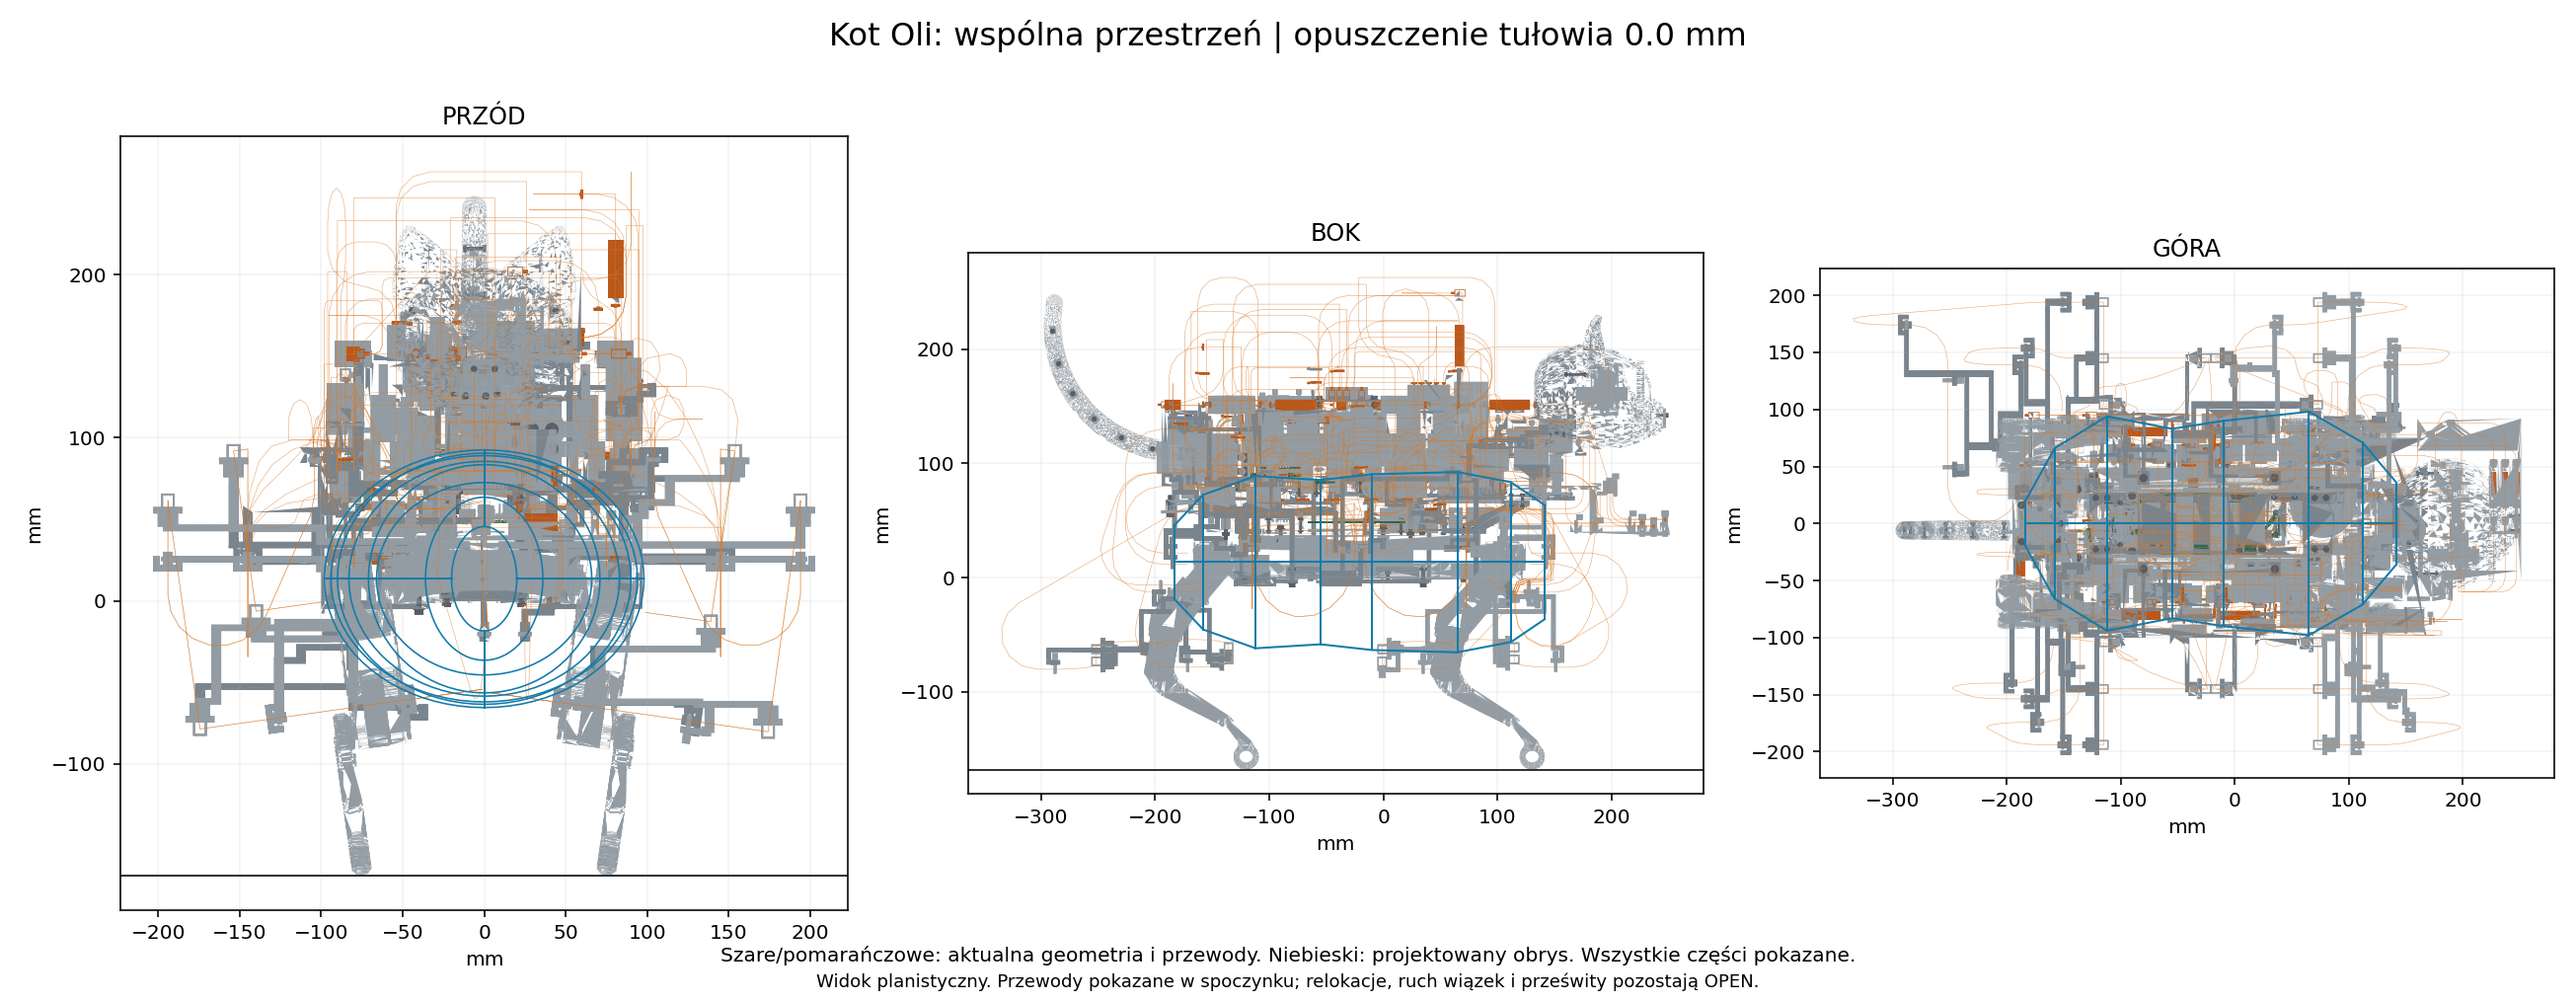 Kot Oli: wspólna przestrzeń | opuszczenie tułowia 0.0 mm
PRZÓD
mm
200
100
0
−100
−200 −150 −100 −50 0 50 100 150 200
mm
BOK
mm
200
100
0
−100
−300 −200 −100 0 100 200
mm
GÓRA
mm
200
150
100
50
0
−50
−100
−150
−200
−300 −200 −100 0 100 200
mm
Szare/pomarańczowe: aktualna geometria i przewody. Niebieski: projektowany obrys. Wszystkie części pokazane.
Widok planistyczny. Przewody pokazane w spoczynku; relokacje, ruch wiązek i prześwity pozostają OPEN.